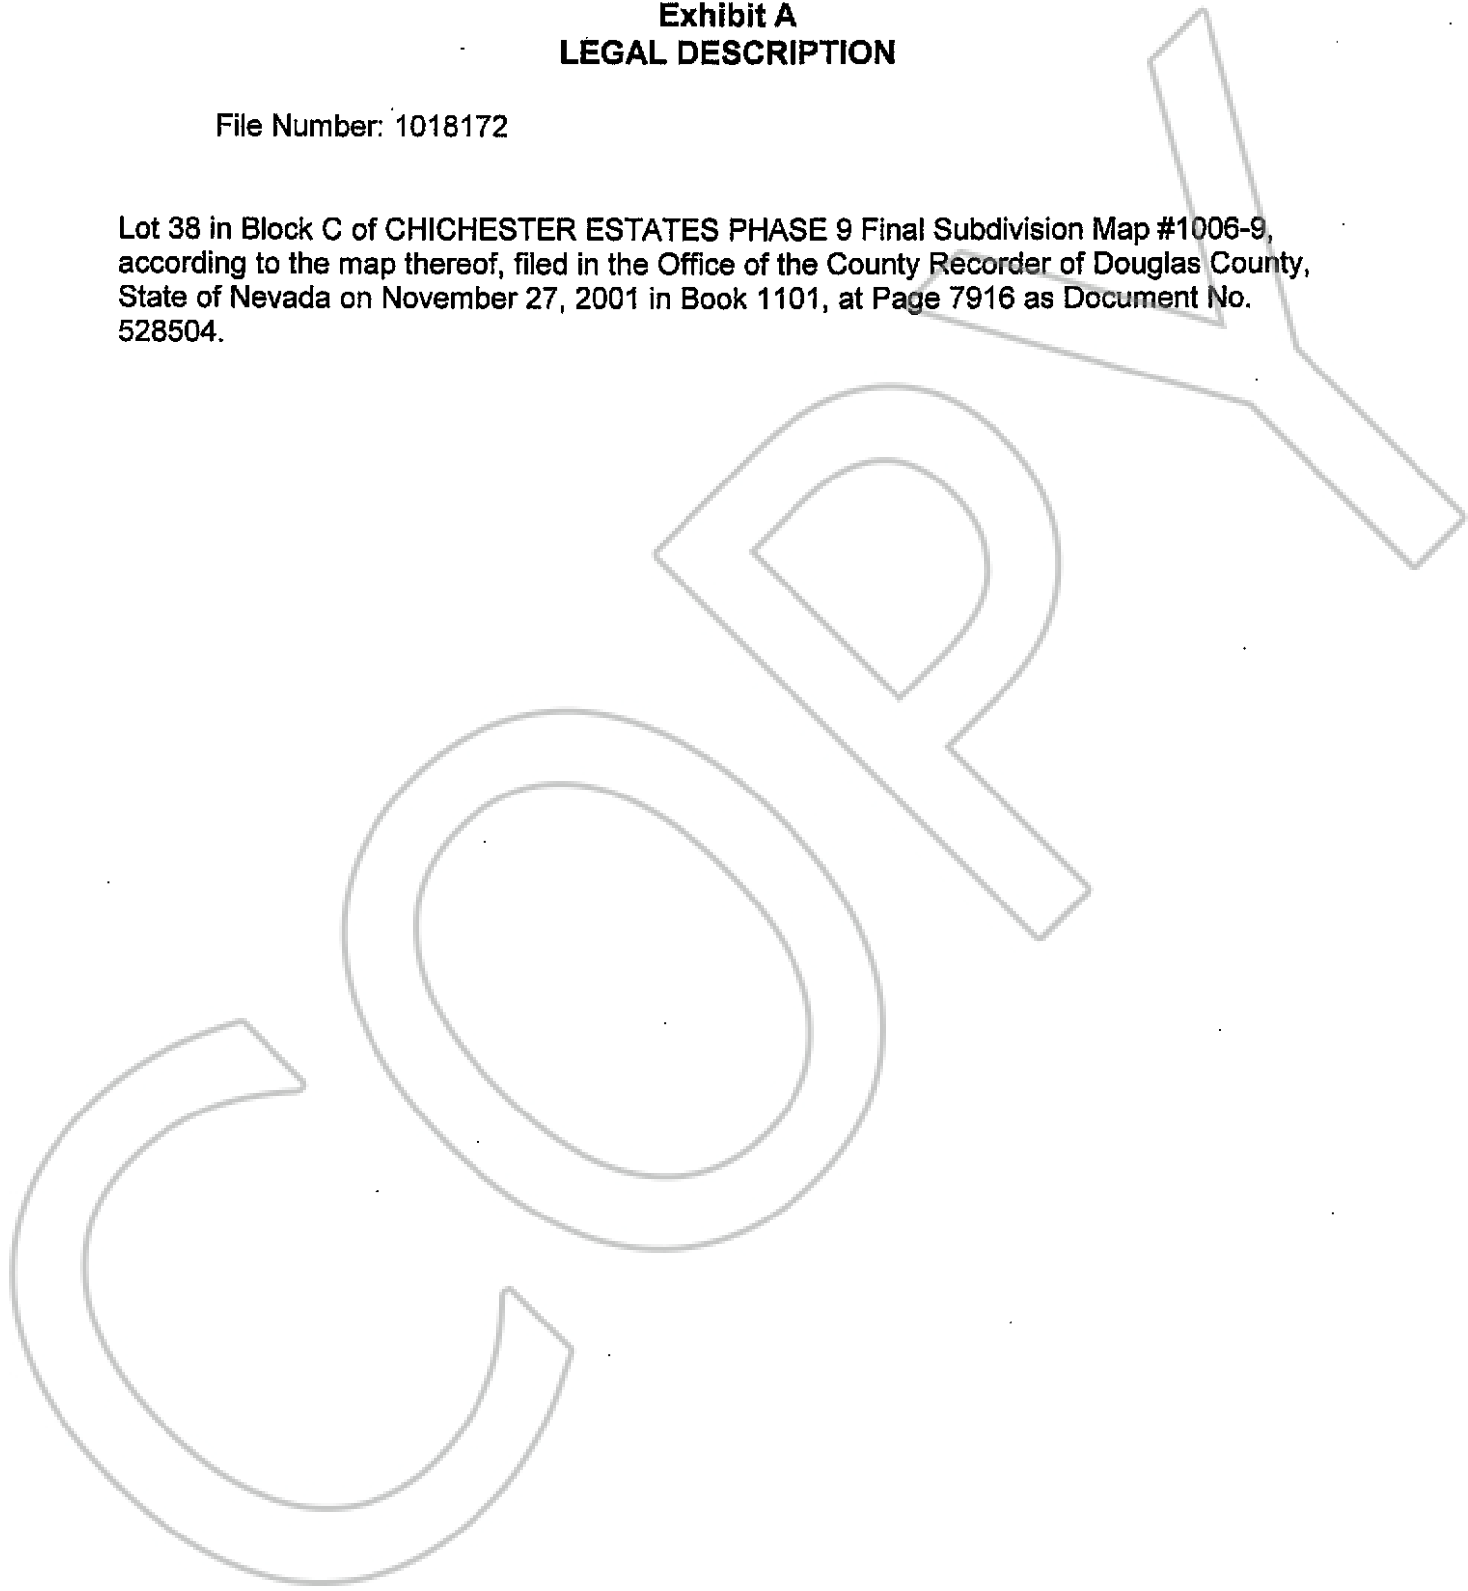 Exhibit A
LEGAL DESCRIPTION
File Number: 1018172
Lot 38 in Block C of CHICHESTER ESTATES PHASE 9 Final Subdivision Map #1006-9,
according to the map thereof, filed in the Office of the County Recorder of Douglas County,
State of Nevada on November 27, 2001 in Book 1101, at Page 7916 as Document No.
528504.
COPY